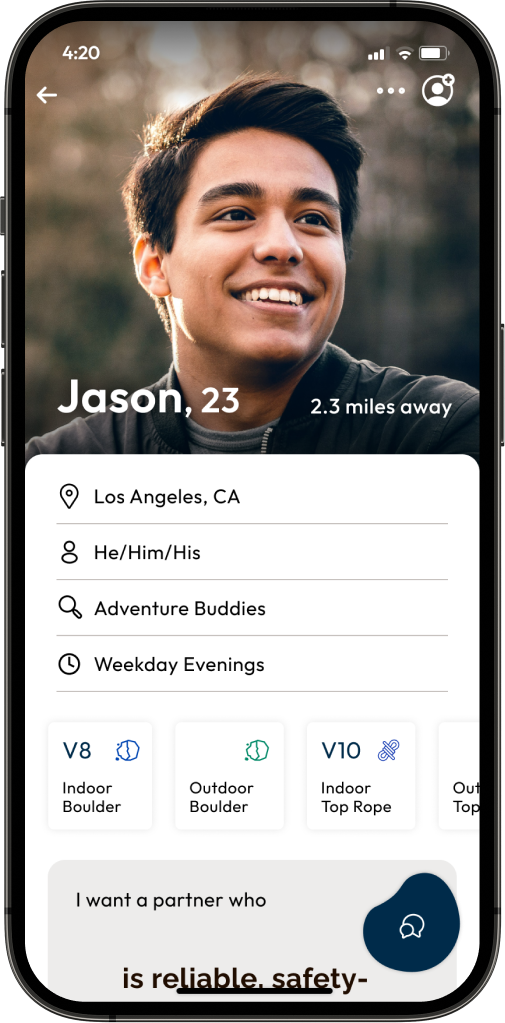 4:20
Jason, 23
2.3 miles away
Los Angeles, CA
He/Him/His
Adventure Buddies
Weekday Evenings
V8
Indoor
Boulder
Outdoor
Boulder
V10
Indoor
Top Rope
Out
Top
I want a partner who
is reliable, safety-